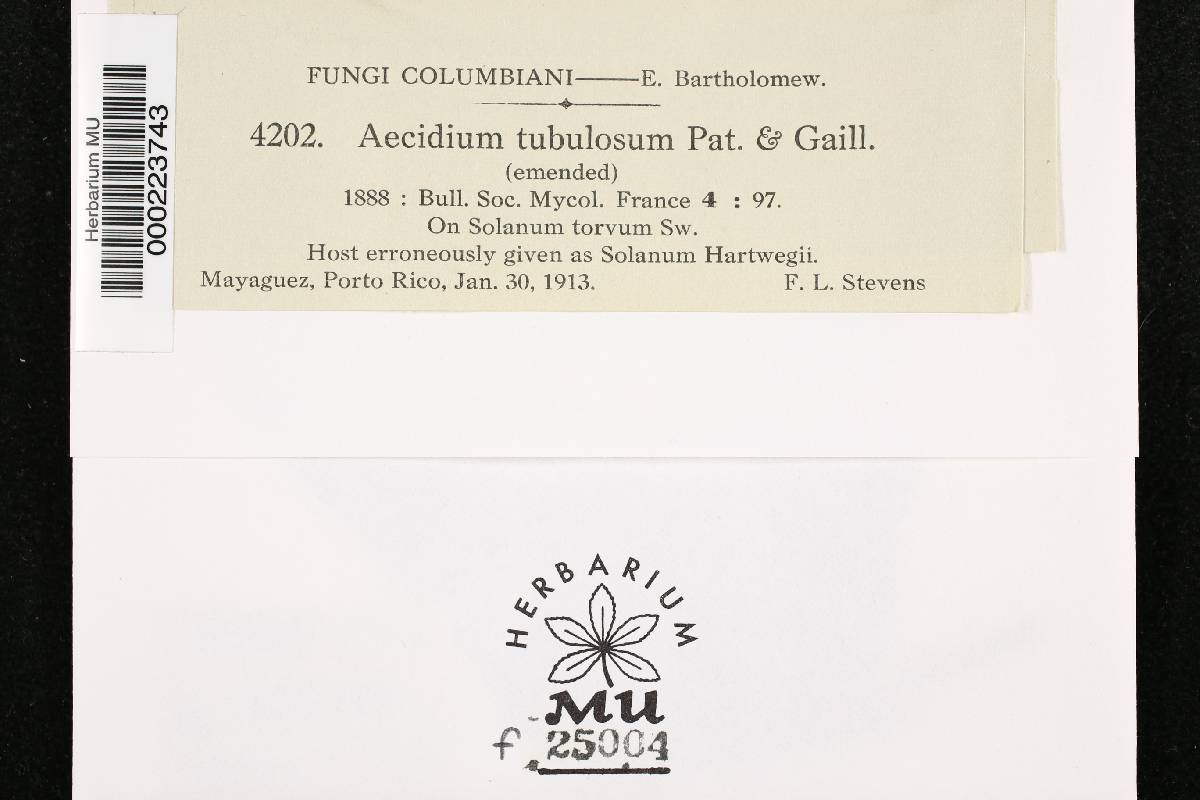 Herbarium MU
000223743
FUNGI COLUMBIANI——E. Bartholomew.
4202. Aecidium tubulosum Pat. & Gaill.
(emended)
1888 : Bull. Soc. Mycol. France 4 : 97.
On Solanum torvum Sw.
Host erroneously given as Solanum Hartwegii.
Mayaguez, Porto Rico, Jan. 30, 1913. F. L. Stevens
HERBARIUM
MU
f. 25004